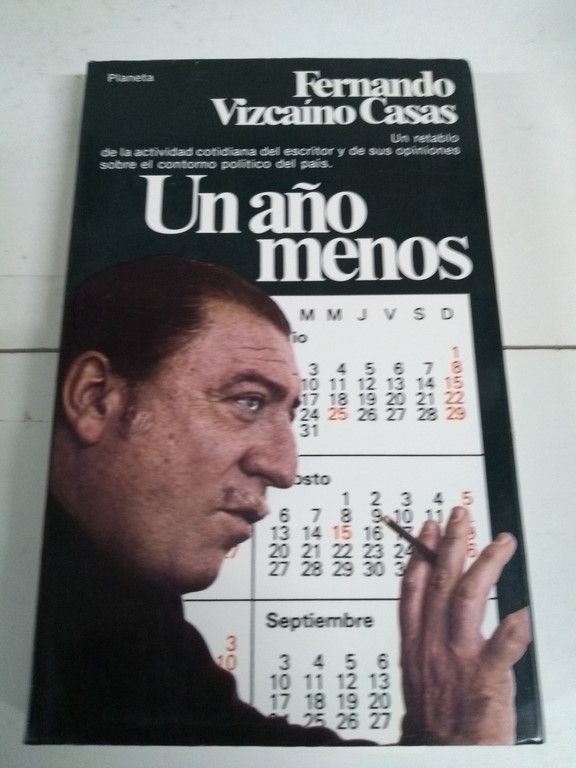 Planeta
Fernando
Vizcaíno Casas
Un retablo
de la actividad cotidiana del escritor y de sus opiniones
sobre el contorno político del país.
Un año
menos
M M J V S D
io
1
3 4 5 6 7 8
10 11 12 13 14 15
17 18 19 20 21 22
24 25 26 27 28 29
31
osto
1 2 3 4 5
6 7 8 9 10 11
13 14 15 16
20 21 22 23 24
27 28 29 30
Septiembre
3
3 4 5 6
10
10 11 12 13
17 18 19 20
25 26 27